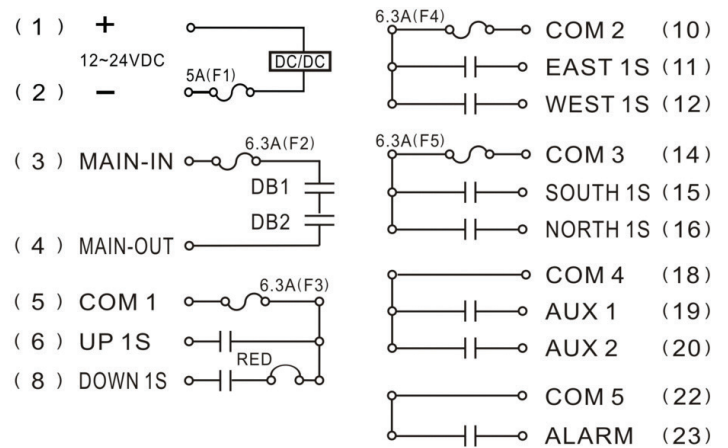 ( 1 ) +
12~24VDC
DC/DC
5A(F1)
( 2 ) −
6.3A(F2)
( 3 ) MAIN-IN
DB1
DB2
( 4 ) MAIN-OUT
6.3A(F3)
( 5 ) COM 1
( 6 ) UP 1S
RED
( 8 ) DOWN 1S
6.3A(F4)
COM 2 (10)
EAST 1S (11)
WEST 1S (12)
6.3A(F5)
COM 3 (14)
SOUTH 1S (15)
NORTH 1S (16)
COM 4 (18)
AUX 1 (19)
AUX 2 (20)
COM 5 (22)
ALARM (23)